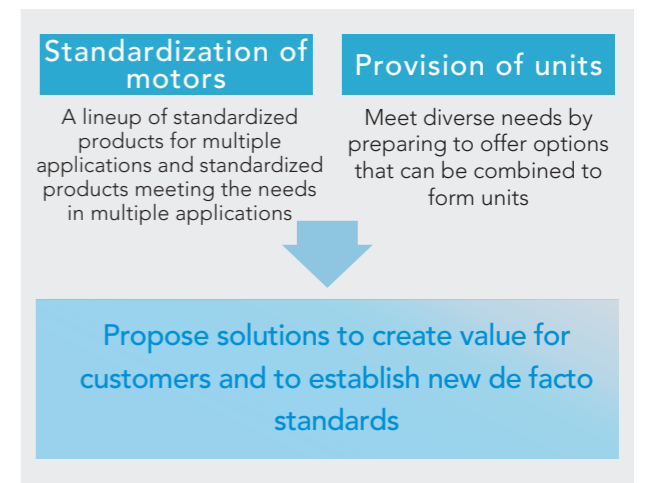 Standardization of
motors
A lineup of standardized
products for multiple
applications and standardized
products meeting the needs
in multiple applications
Provision of units
Meet diverse needs by
preparing to offer options
that can be combined to
form units
Propose solutions to create value for
customers and to establish new de facto
standards